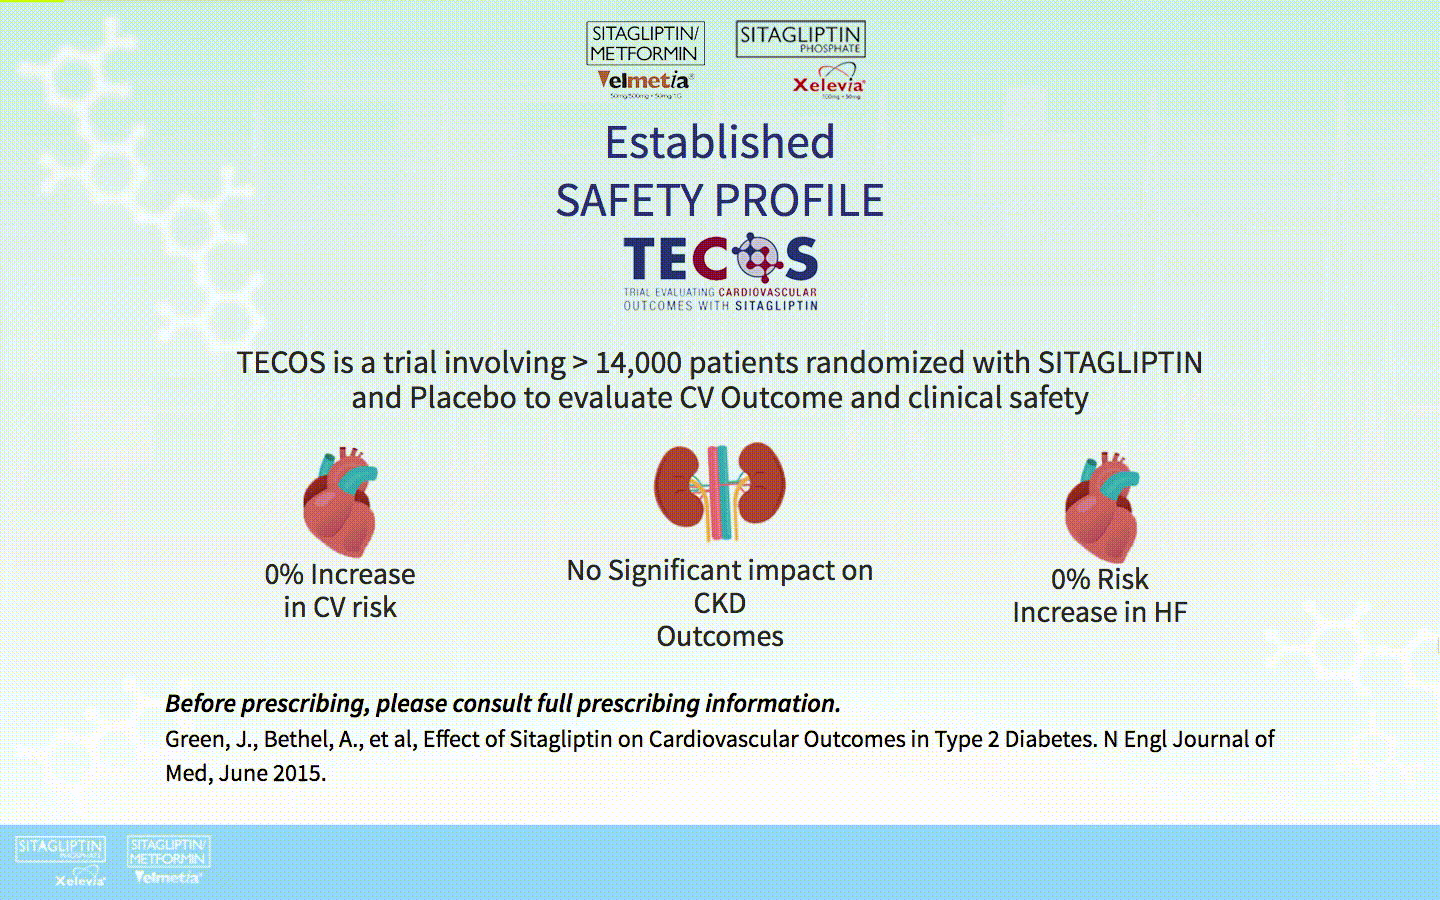 SITAGLIPTIN/
METFORMIN
Velmetia®
50mg/500mg • 50mg/1G
SITAGLIPTIN
PHOSPHATE
Xelevia®
100mg • 50mg
Established
SAFETY PROFILE
TECOS
TRIAL EVALUATING CARDIOVASCULAR
OUTCOMES WITH SITAGLIPTIN
TECOS is a trial involving > 14,000 patients randomized with SITAGLIPTIN
and Placebo to evaluate CV Outcome and clinical safety
0% Increase
in CV risk
No Significant impact on
CKD
Outcomes
0% Risk
Increase in HF
Before prescribing, please consult full prescribing information.
Green, J., Bethel, A., et al, Effect of Sitagliptin on Cardiovascular Outcomes in Type 2 Diabetes. N Engl Journal of
Med, June 2015.
SITAGLIPTIN
PHOSPHATE
Xelevia®
SITAGLIPTIN/
METFORMIN
Velmetia®